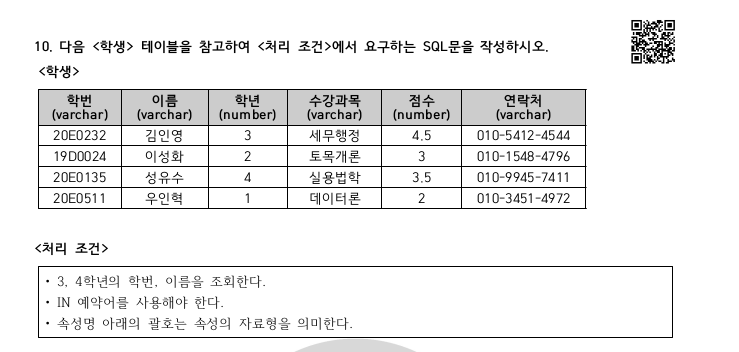 10. 다음 <학생> 테이블을 참고하여 <처리 조건>에서 요구하는 SQL문을 작성하시오.
<학생>
학번 이름 학년 수강과목 점수 연락처
(varchar) (varchar) (number) (varchar) (number) (varchar)
20E0232 김인영 3 세무행정 4.5 010-5412-4544
19D0024 이성화 2 토목개론 3 010-1548-4796
20E0135 성유수 4 실용법학 3.5 010-9945-7411
20E0511 우인혁 1 데이터론 2 010-3451-4972
<처리 조건>
• 3, 4학년의 학번, 이름을 조회한다.
• IN 예약어를 사용해야 한다.
• 속성명 아래의 괄호는 속성의 자료형을 의미한다.